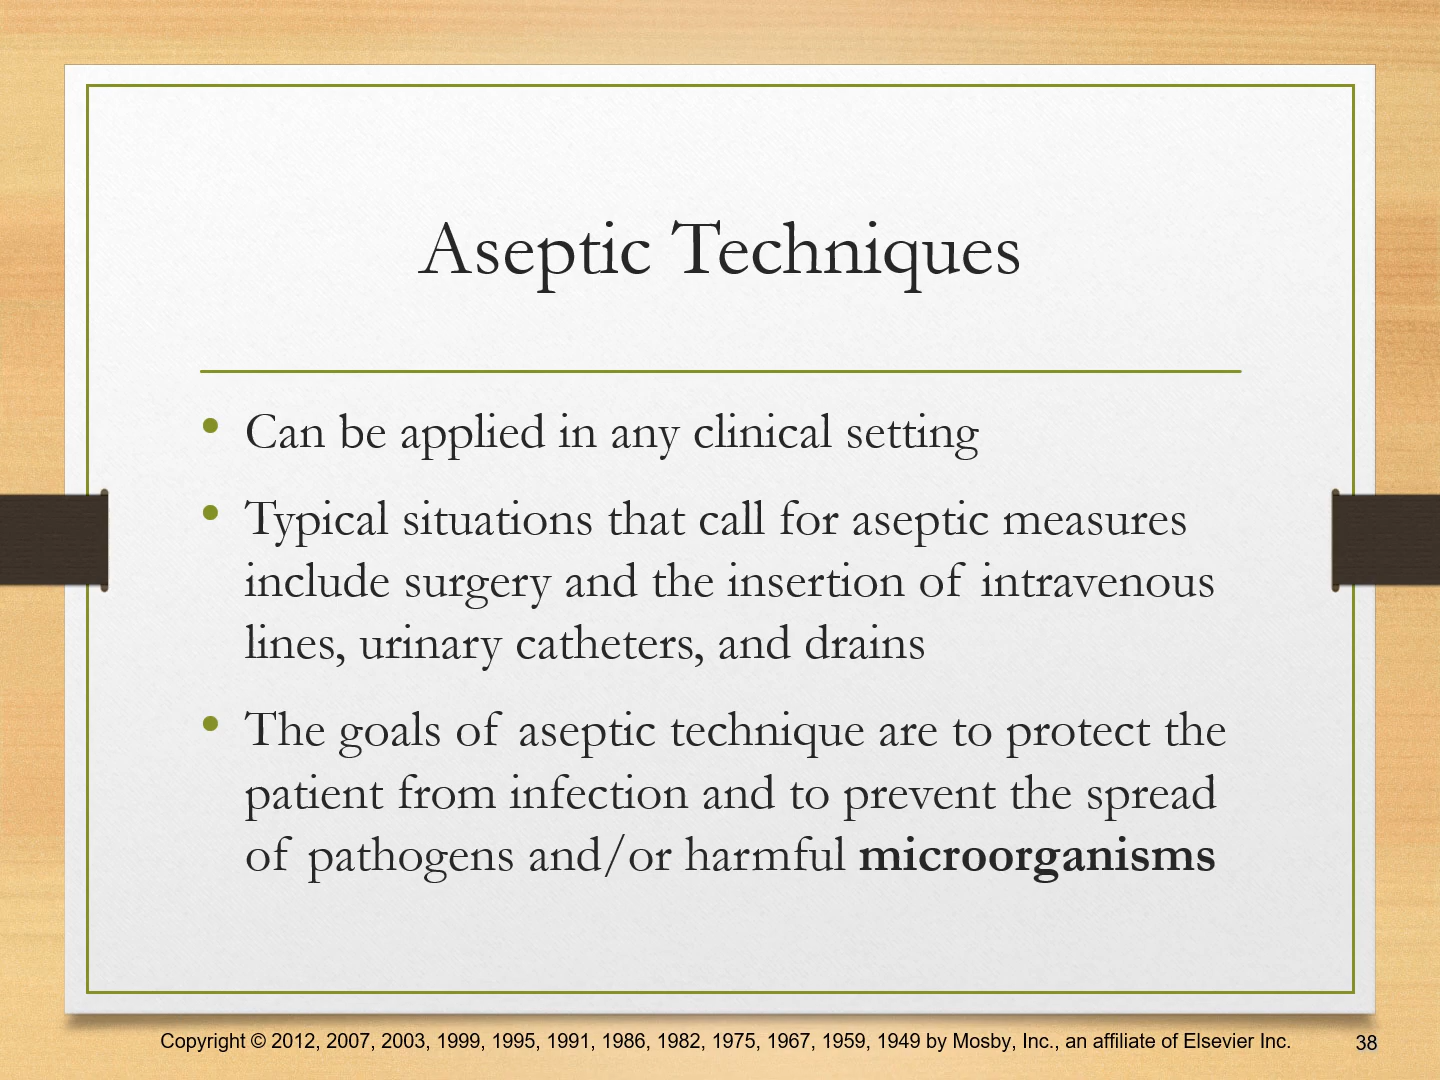 Aseptic Techniques
• Can be applied in any clinical setting
• Typical situations that call for aseptic measures
include surgery and the insertion of intravenous
lines, urinary catheters, and drains
• The goals of aseptic technique are to protect the
patient from infection and to prevent the spread
of pathogens and/or harmful microorganisms
Copyright © 2012, 2007, 2003, 1999, 1995, 1991, 1986, 1982, 1975, 1967, 1959, 1949 by Mosby, Inc., an affiliate of Elsevier Inc.
38